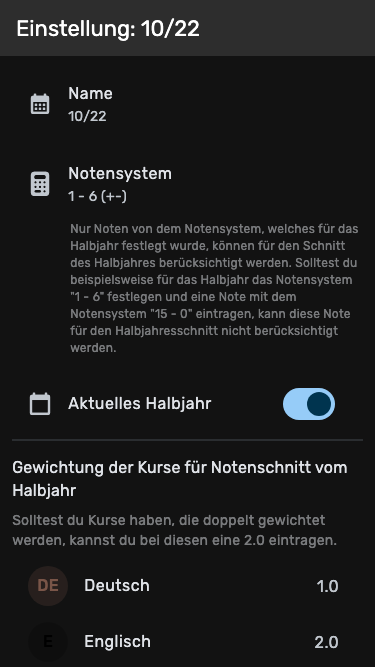 Einstellung: 10/22
Name
10/22
Notensystem
1 - 6 (+-)
Nur Noten von dem Notensystem, welches für das
Halbjahr festlegt wurde, können für den Schnitt
des Halbjahres berücksichtigt werden. Solltest du
beispielsweise für das Halbjahr das Notensystem
"1 - 6" festlegen und eine Note mit dem
Notensystem "15 - 0" eintragen, kann diese Note
für den Halbjahresschnitt nicht berücksichtigt
werden.
Aktuelles Halbjahr
Gewichtung der Kurse für Notenschnitt vom
Halbjahr
Solltest du Kurse haben, die doppelt gewichtet
werden, kannst du bei diesen eine 2.0 eintragen.
DE Deutsch 1.0
E Englisch 2.0